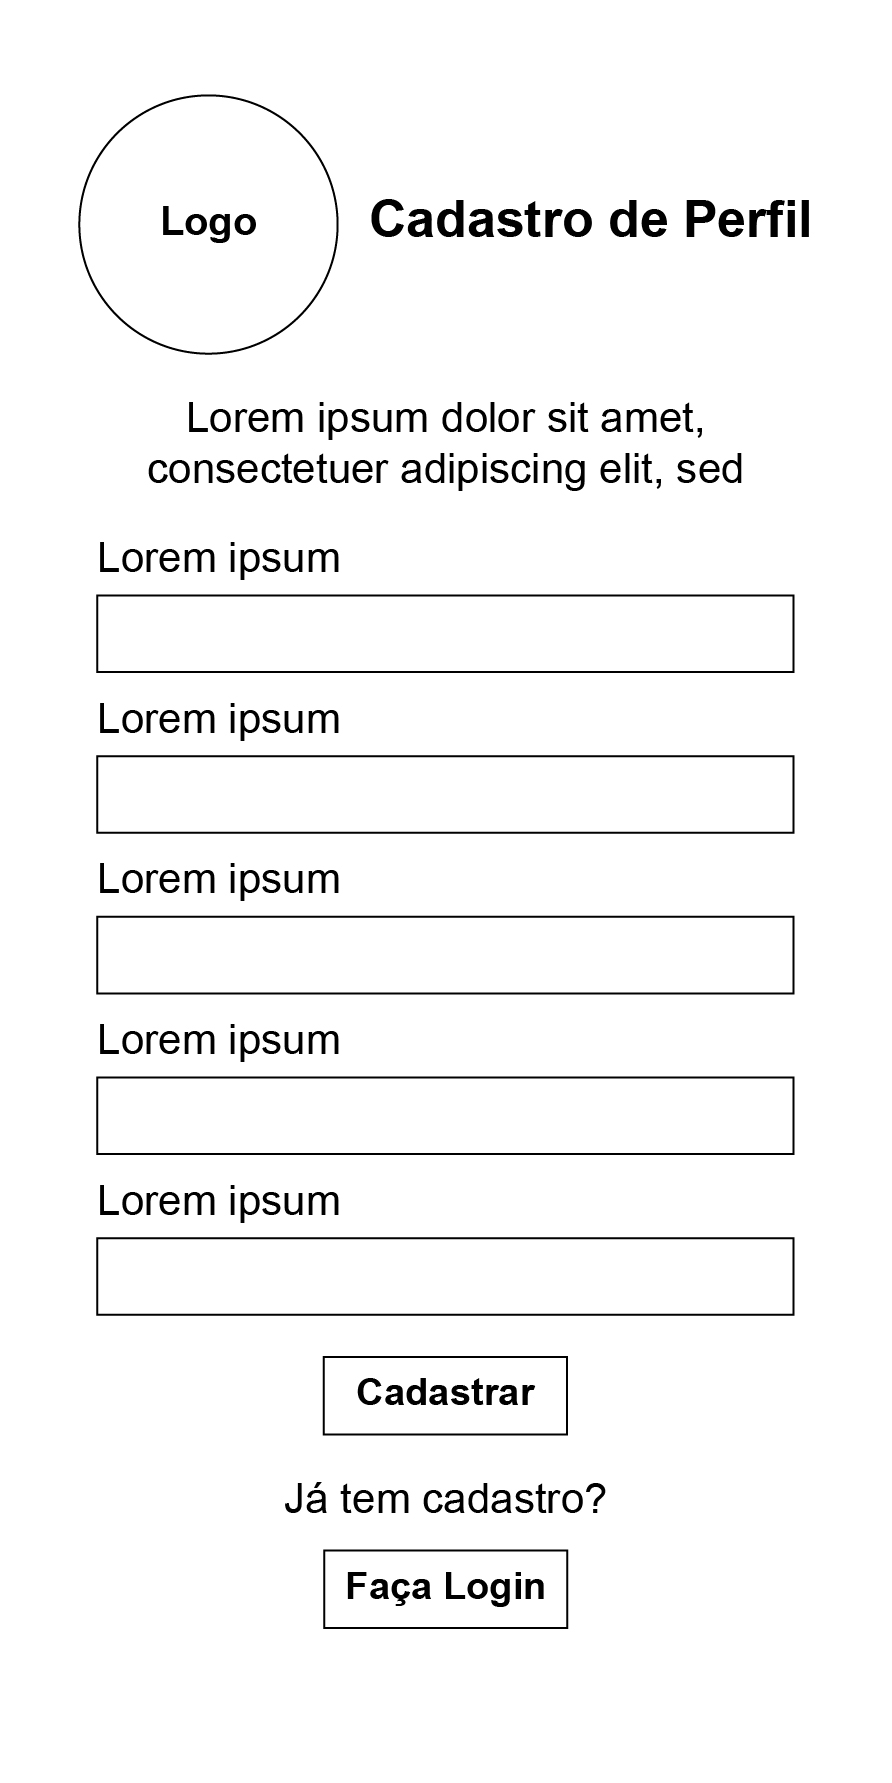 Logo
Cadastro de Perfil
Lorem ipsum dolor sit amet,
consectetuer adipiscing elit, sed
Lorem ipsum
Lorem ipsum
Lorem ipsum
Lorem ipsum
Lorem ipsum
Cadastrar
Já tem cadastro?
Faça Login